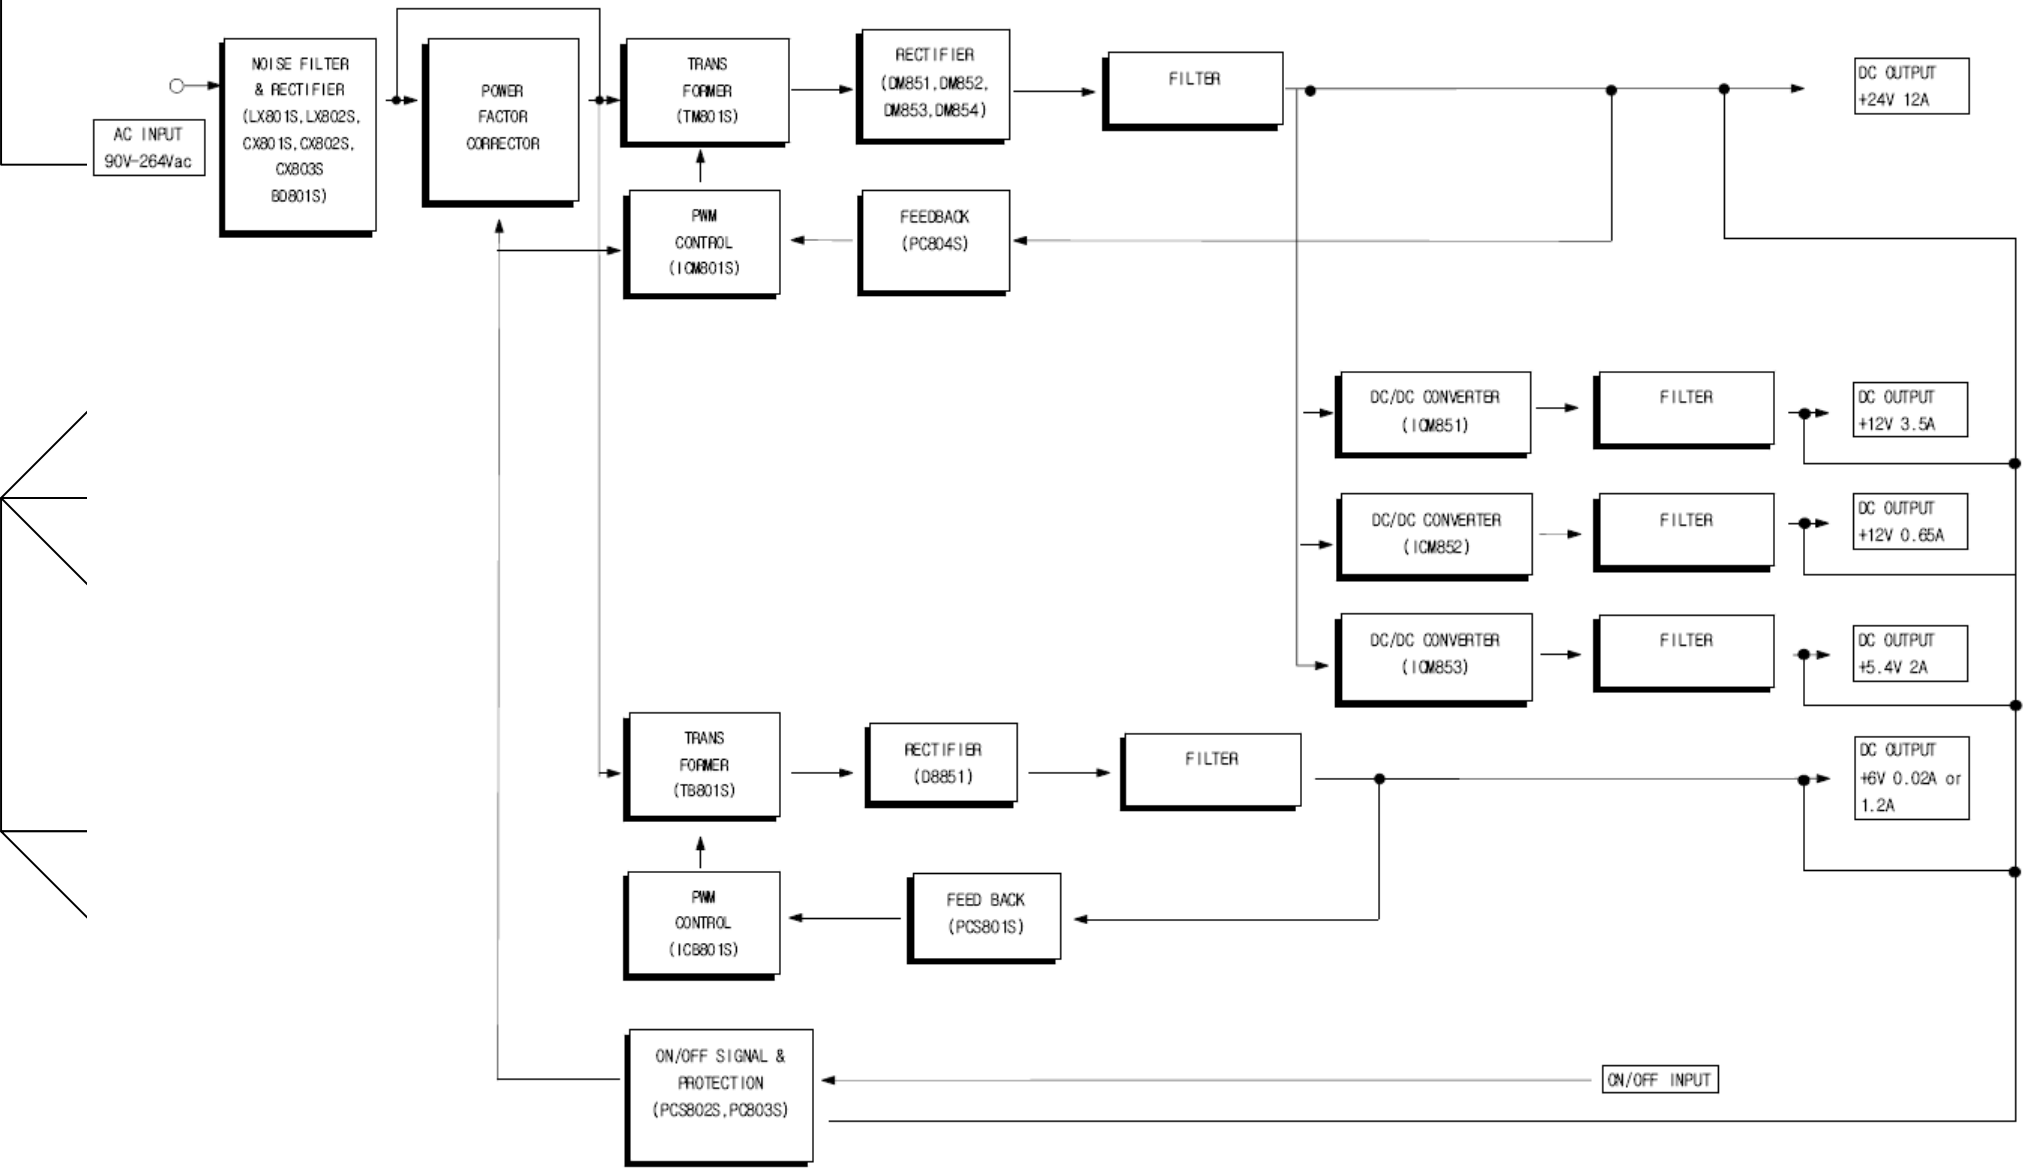 NOISE FILTER
& RECTIFIER
(LX801S,LX802S,
CX801S,CX802S,
CX803S
BD801S)
AC INPUT
90V-264Vac
POWER
FACTOR
CORRECTOR
TRANS
FORMER
(TM801S)
RECTIFIER
(DM851,DM852,
DM853,DM854)
FILTER
DC OUTPUT
+24V 12A
PWM
CONTROL
(ICM801S)
FEEDBACK
(PC804S)
DC/DC CONVERTER
(ICM851)
FILTER
DC OUTPUT
+12V 3.5A
DC/DC CONVERTER
(ICM852)
FILTER
DC OUTPUT
+12V 0.65A
DC/DC CONVERTER
(ICM853)
FILTER
DC OUTPUT
+5.4V 2A
TRANS
FORMER
(TB801S)
RECTIFIER
(D8851)
FILTER
DC OUTPUT
+6V 0.02A or
1.2A
PWM
CONTROL
(ICB801S)
FEED BACK
(PCS801S)
ON/OFF SIGNAL &
PROTECTION
(PCS802S,PC803S)
ON/OFF INPUT